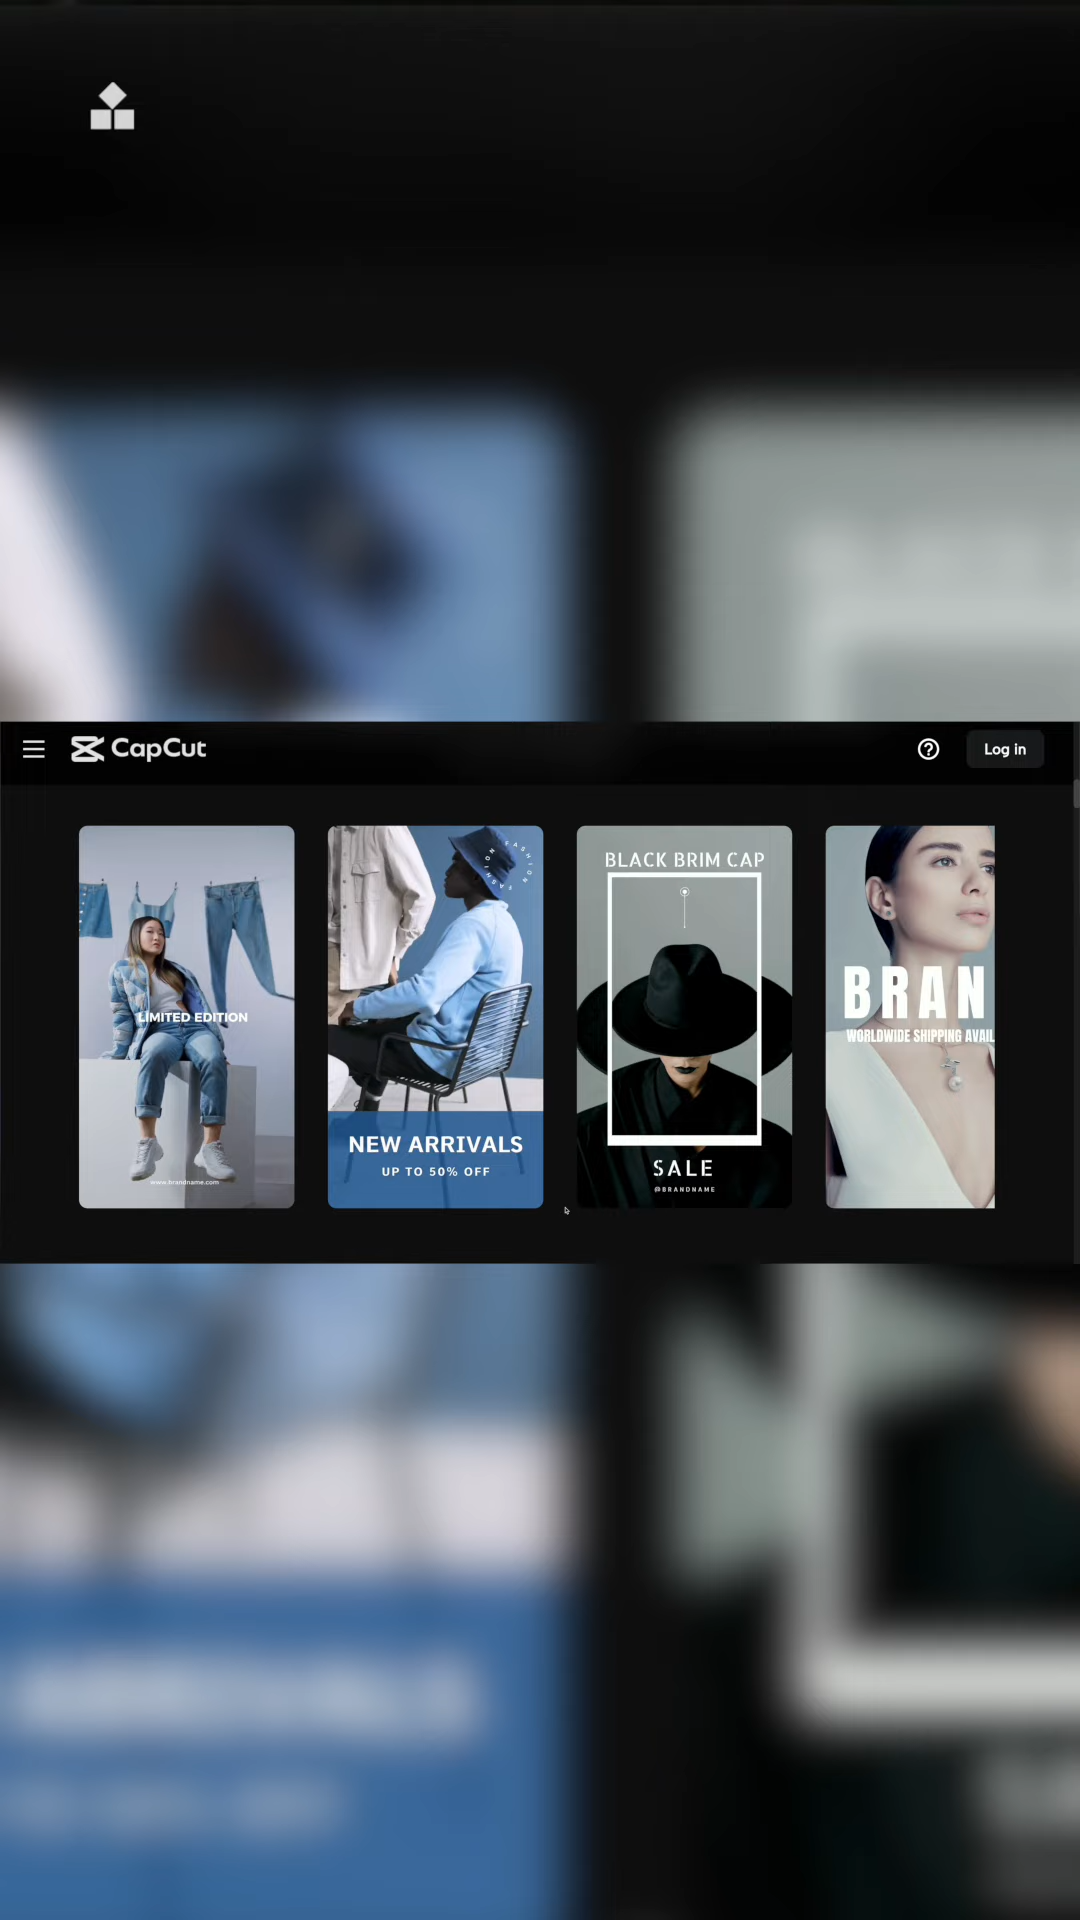 CapCut
Log in
LIMITED EDITION
www.brandname.com
FASHION FASHION
NEW ARRIVALS
UP TO 50% OFF
BLACK BRIM CAP
SALE
@BRANDNAME
BRAN
WORLDWIDE SHIPPING AVAIL